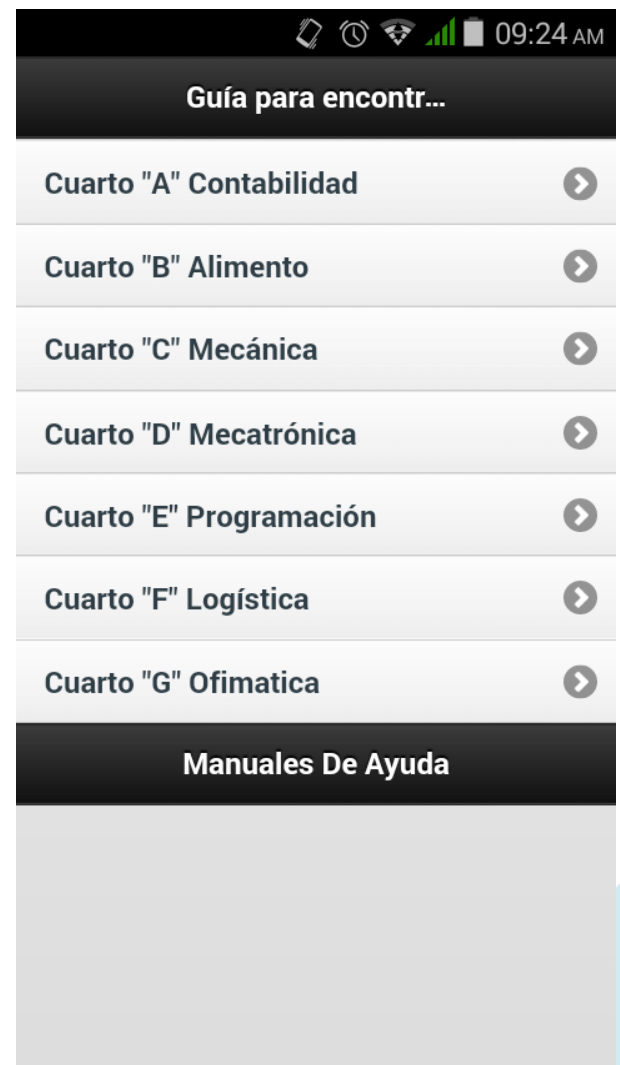 09:24 AM
Guía para encontr...
Cuarto "A" Contabilidad
Cuarto "B" Alimento
Cuarto "C" Mecánica
Cuarto "D" Mecatrónica
Cuarto "E" Programación
Cuarto "F" Logística
Cuarto "G" Ofimatica
Manuales De Ayuda